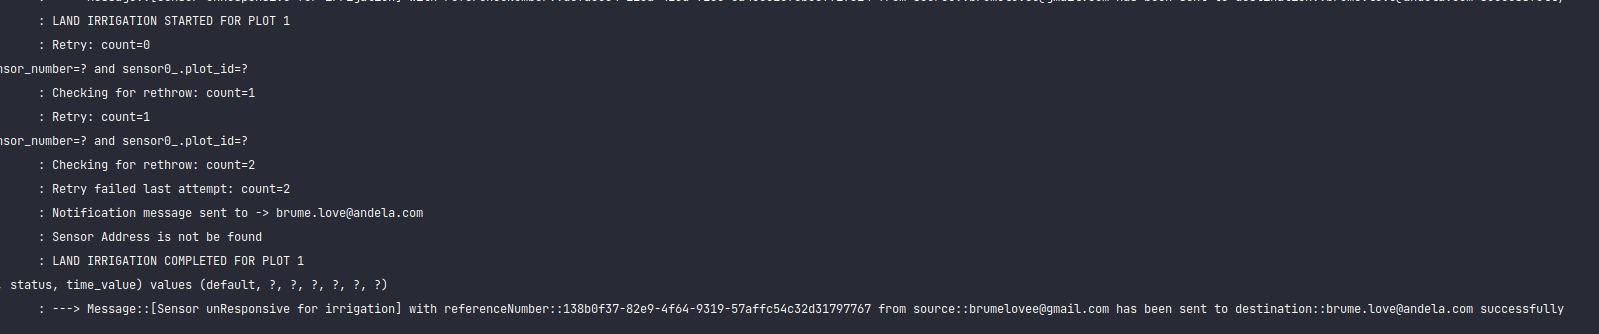 : LAND IRRIGATION STARTED FOR PLOT 1
: Retry: count=0
nsor_number=? and sensor0_.plot_id=?
: Checking for rethrow: count=1
: Retry: count=1
nsor_number=? and sensor0_.plot_id=?
: Checking for rethrow: count=2
: Retry failed last attempt: count=2
: Notification message sent to -> brume.love@andela.com
: Sensor Address is not be found
: LAND IRRIGATION COMPLETED FOR PLOT 1
, status, time_value) values (default, ?, ?, ?, ?, ?, ?)
: ---> Message::[Sensor unResponsive for irrigation] with referenceNumber::138b0f37-82e9-4f64-9319-57affc54c32d31797767 from source::brumelovee@gmail.com has been sent to destination::brume.love@andela.com successfully